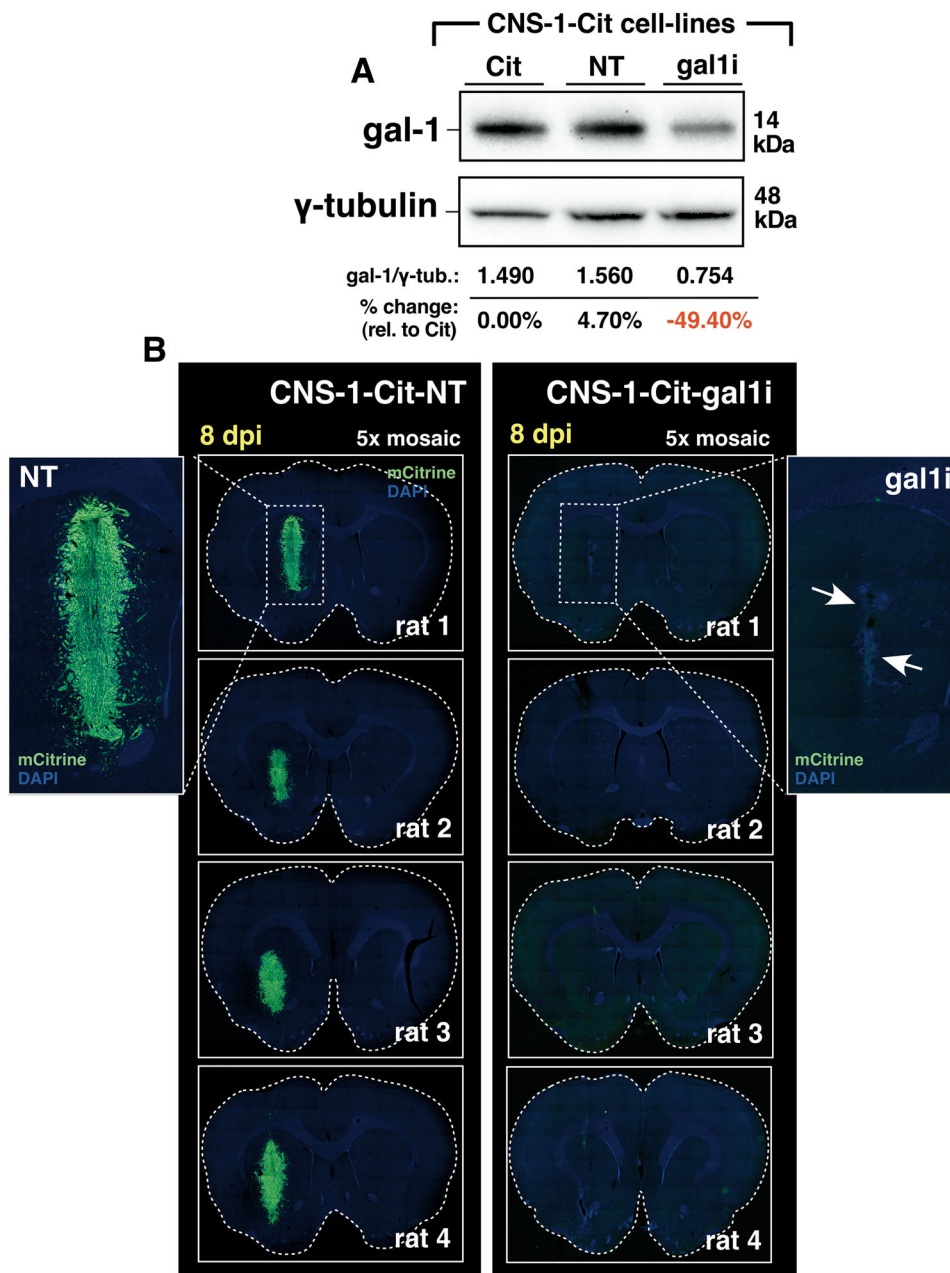 CNS-1-Cit cell-lines
A
Cit NT gal1i
gal-1
14
kDa
γ-tubulin
48
kDa
gal-1/γ-tub.: 1.490 1.560 0.754
% change:
(rel. to Cit)
0.00% 4.70% -49.40%
B
CNS-1-Cit-NT
8 dpi
5x mosaic
NT
mCitrine
DAPI
mCitrine
DAPI
rat 1
rat 2
rat 3
rat 4
CNS-1-Cit-gal1i
8 dpi
5x mosaic
rat 1
gal1i
mCitrine
DAPI
rat 2
rat 3
rat 4